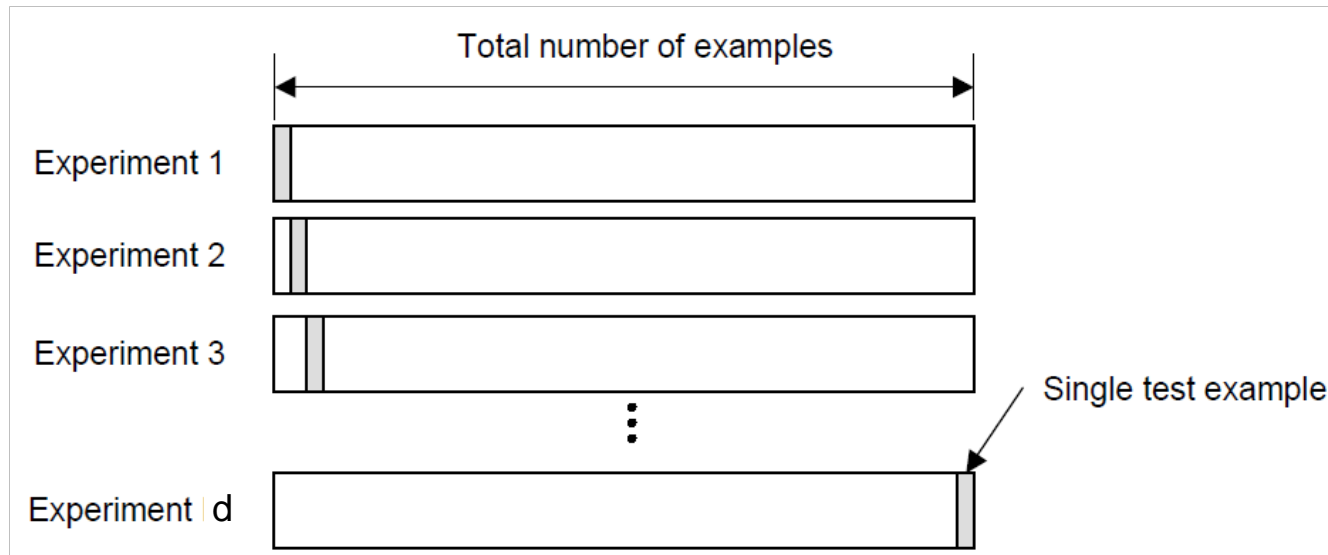 Total number of examples
Experiment 1
Experiment 2
Experiment 3
Single test example
Experiment d